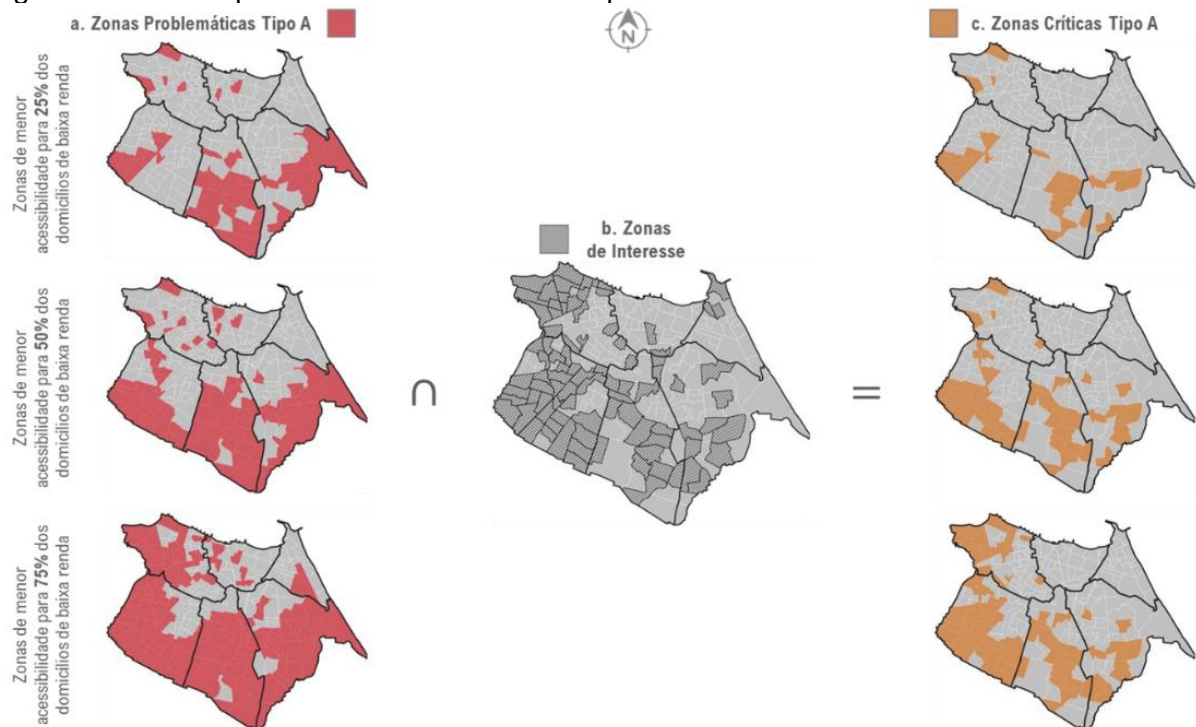 a. Zonas Problemáticas Tipo A
N
c. Zonas Críticas Tipo A
Zonas de menor
acessibilidade para 25% dos
domicílios de baixa renda
b. Zonas
de Interesse
Zonas de menor
acessibilidade para 50% dos
domicílios de baixa renda
∩
=
Zonas de menor
acessibilidade para 75% dos
domicílios de baixa renda